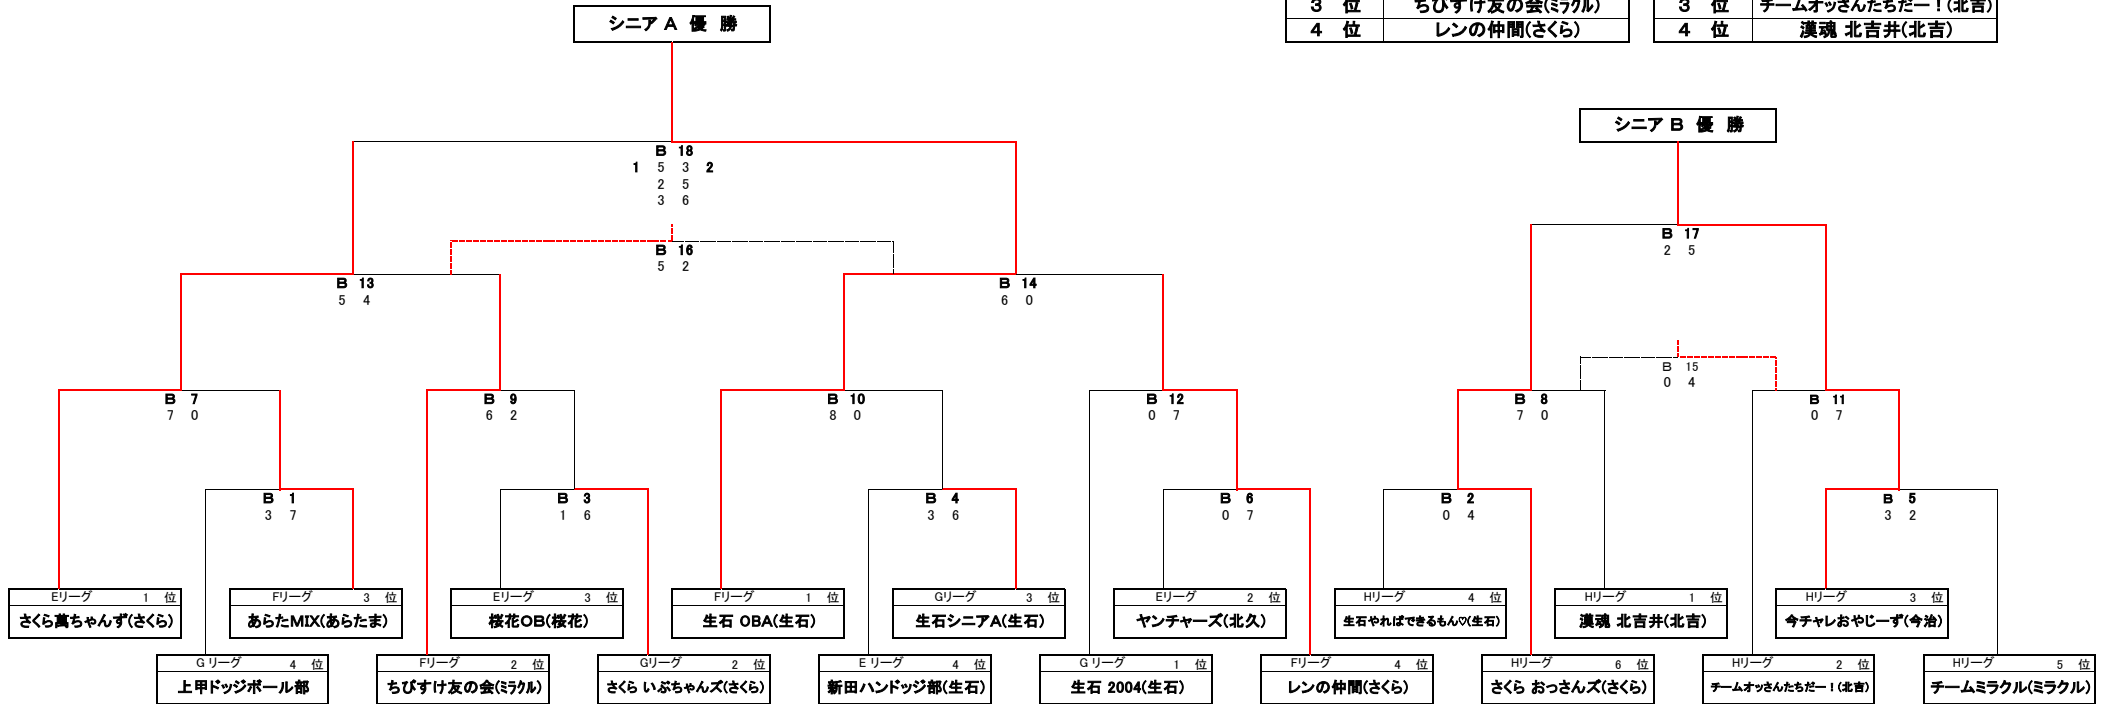 シニア A 優 勝
3 位 ちびすけ友の会(ミラクル)
4 位 レンの仲間(さくら)
3 位 チームオッさんたちだー！(北吉)
4 位 漢魂 北吉井(北吉)
シニア B 優 勝
B 18
1 5 3 2
2 5
3 6
B 16
5 2
B 17
2 5
B 13
5 4
B 14
6 0
B 15
0 4
B 7
7 0
B 9
6 2
B 10
8 0
B 12
0 7
B 8
7 0
B 11
0 7
B 1
3 7
B 3
1 6
B 4
3 6
B 6
0 7
B 2
0 4
B 5
3 2
Eリーグ 1 位
さくら萬ちゃんず(さくら)
Fリーグ 3 位
あらたMIX(あらたま)
Eリーグ 3 位
桜花OB(桜花)
Fリーグ 1 位
生石 OBA(生石)
Gリーグ 3 位
生石シニアA(生石)
Eリーグ 2 位
ヤンチャーズ(北久)
Hリーグ 4 位
生石やればできるもん♡(生石)
Hリーグ 1 位
漢魂 北吉井(北吉)
Hリーグ 3 位
今チャレおやじーず(今治)
G リーグ 4 位
上甲ドッジボール部
Fリーグ 2 位
ちびすけ友の会(ミラクル)
Gリーグ 2 位
さくら いぶちゃんズ(さくら)
E リーグ 4 位
新田ハンドッジ部(生石)
G リーグ 1 位
生石 2004(生石)
Fリーグ 4 位
レンの仲間(さくら)
Hリーグ 6 位
さくら おっさんズ(さくら)
Hリーグ 2 位
チームオッさんたちだー！(北吉)
Hリーグ 5 位
チームミラクル(ミラクル)